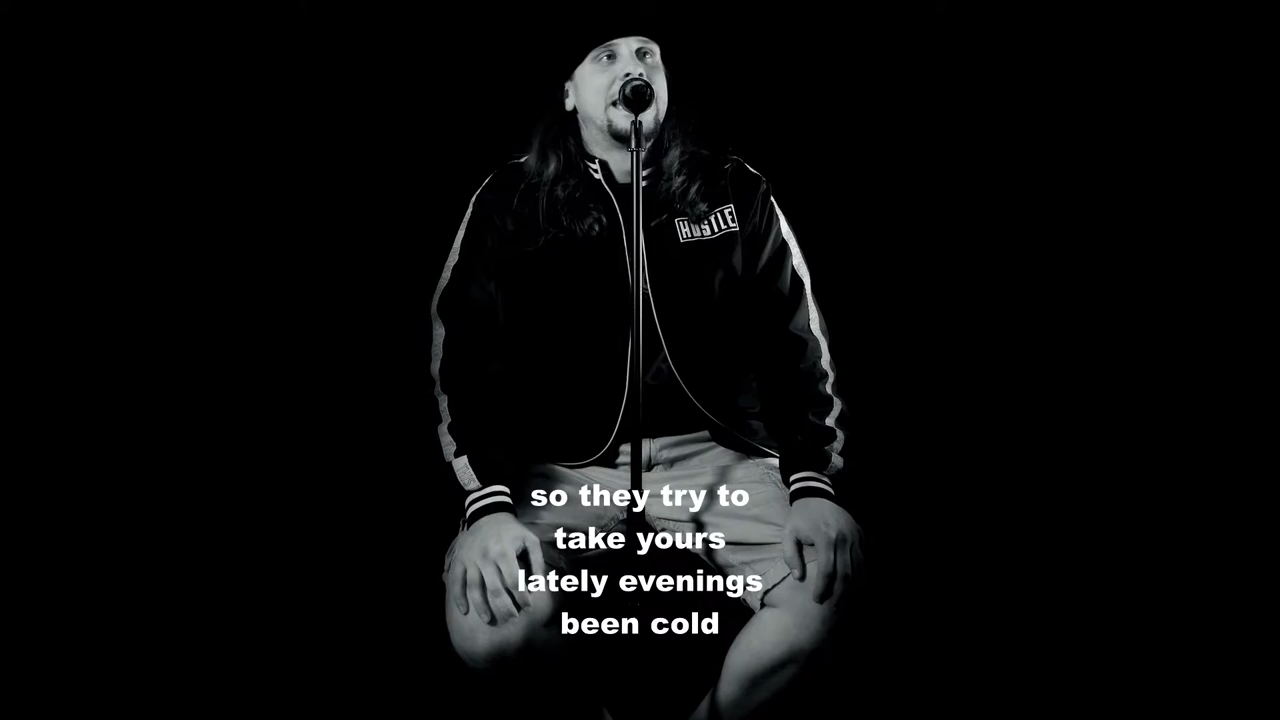 HUSTLE
so they try to
take yours
lately evenings
been cold